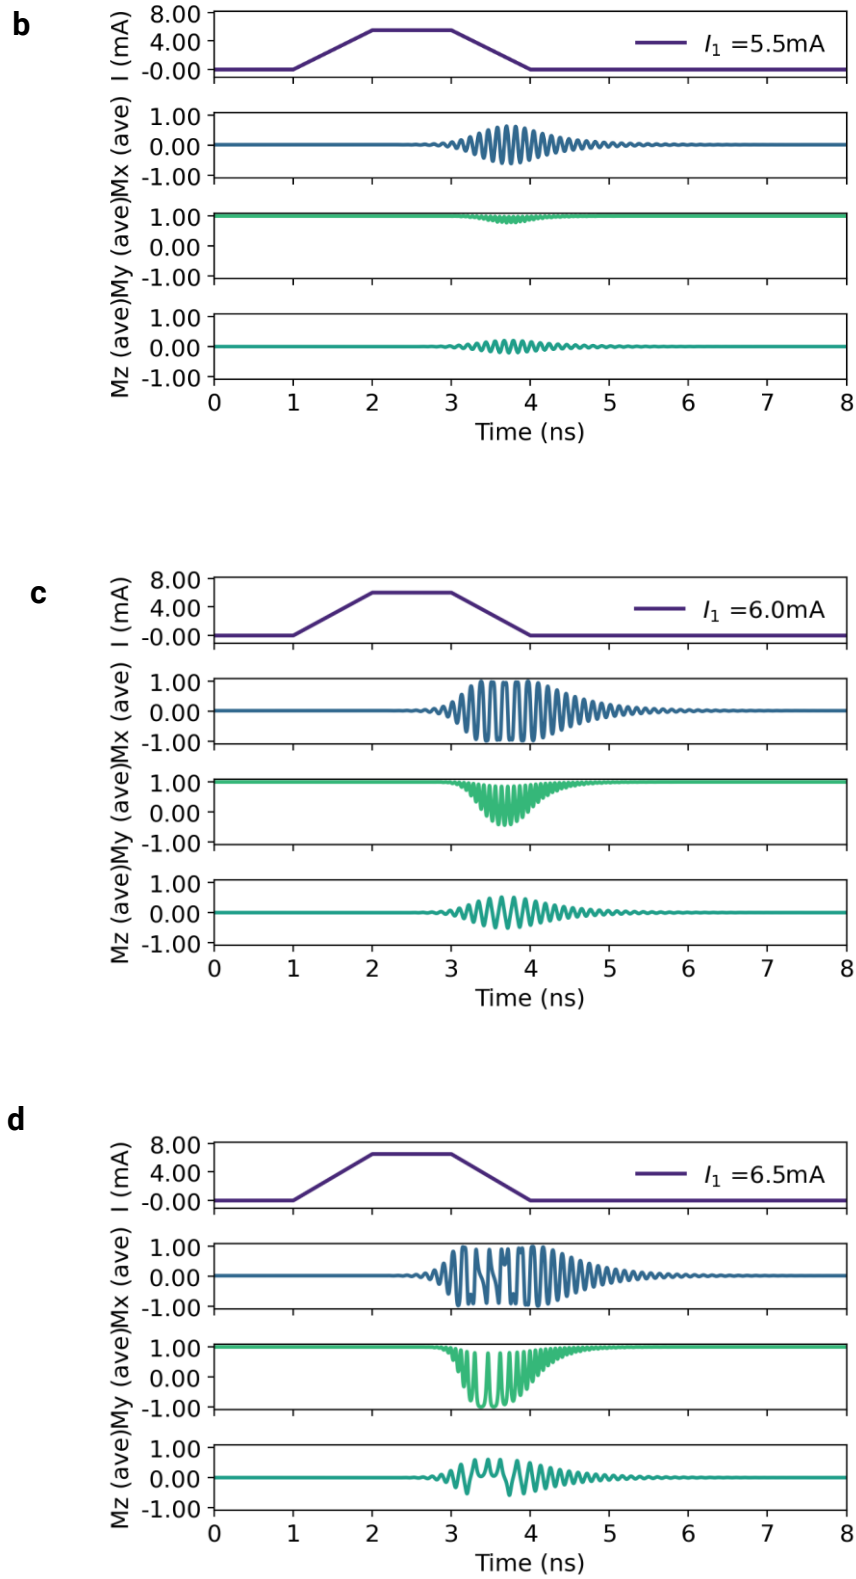 b
I (mA)
8.00
4.00
-0.00
I1 =5.5mA
Mx (ave)
1.00
0.00
-1.00
My (ave)
1.00
0.00
-1.00
Mz (ave)
1.00
0.00
-1.00
0 1 2 3 4 5 6 7 8
Time (ns)
c
I (mA)
8.00
4.00
-0.00
I1 =6.0mA
Mx (ave)
1.00
0.00
-1.00
My (ave)
1.00
0.00
-1.00
Mz (ave)
1.00
0.00
-1.00
0 1 2 3 4 5 6 7 8
Time (ns)
d
I (mA)
8.00
4.00
-0.00
I1 =6.5mA
Mx (ave)
1.00
0.00
-1.00
My (ave)
1.00
0.00
-1.00
Mz (ave)
1.00
0.00
-1.00
0 1 2 3 4 5 6 7 8
Time (ns)